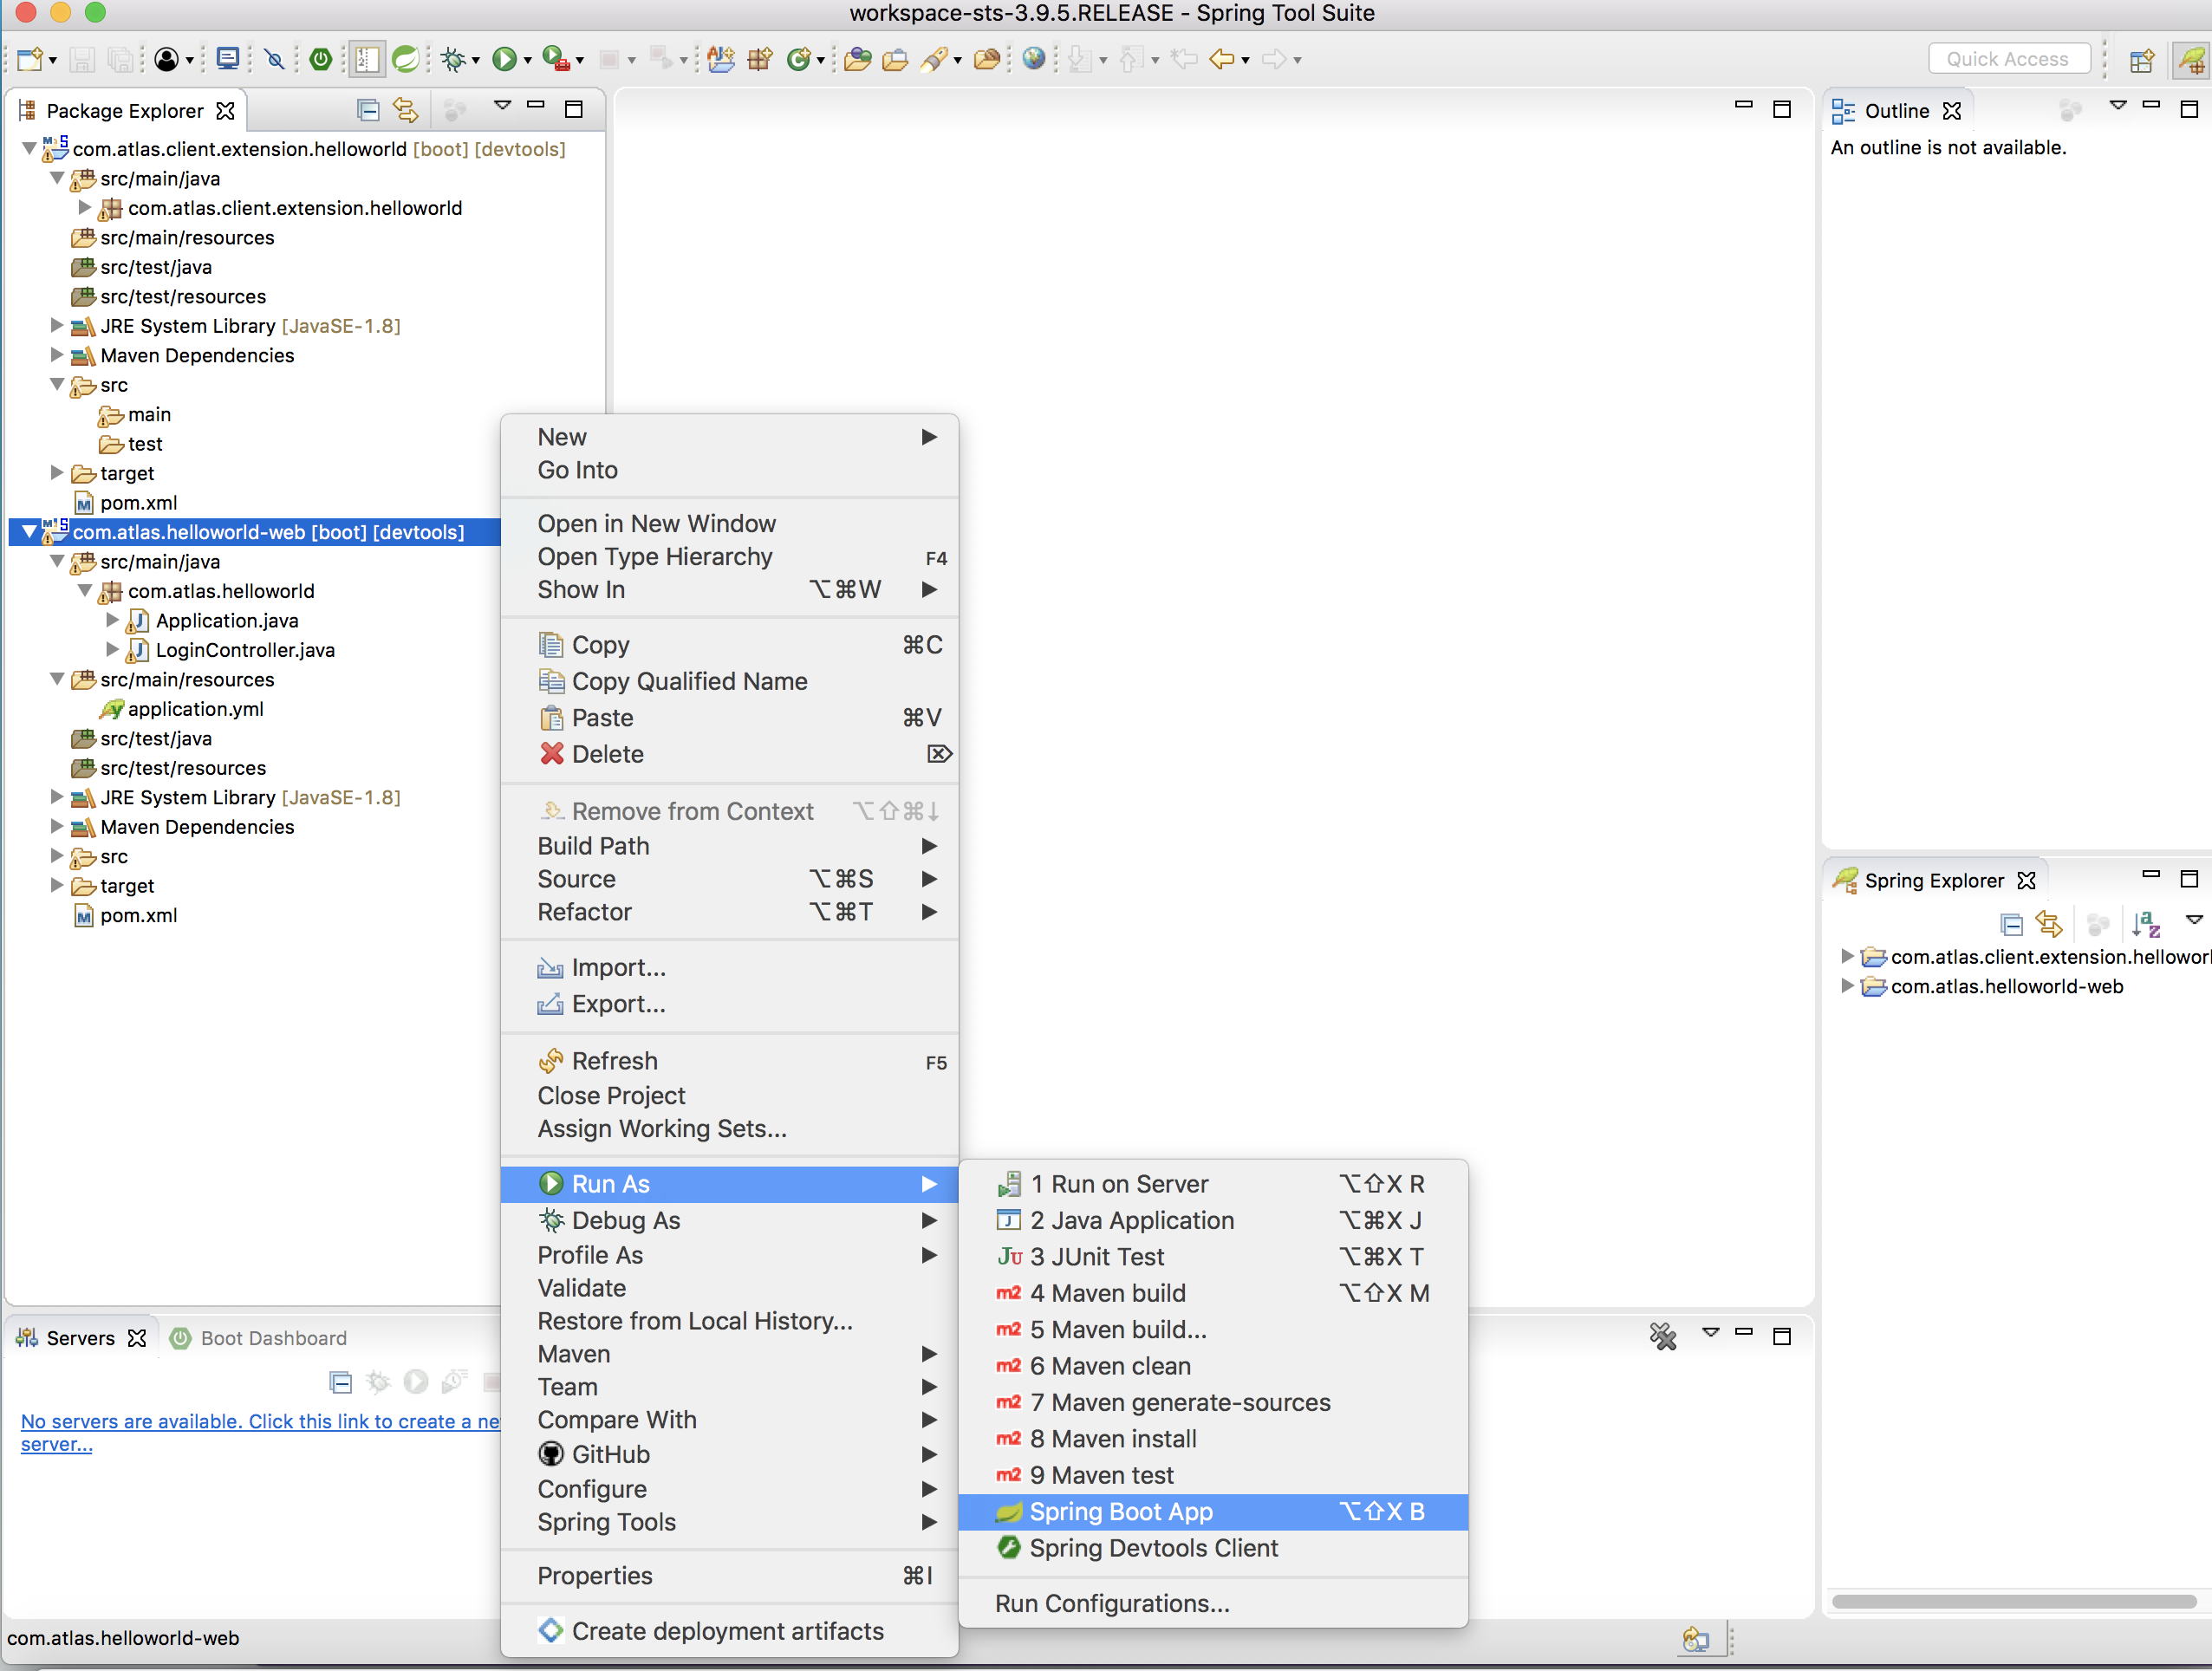 workspace-sts-3.9.5.RELEASE - Spring Tool Suite
Quick Access
Package Explorer
com.atlas.client.extension.helloworld [boot] [devtools]
src/main/java
com.atlas.client.extension.helloworld
src/main/resources
src/test/java
src/test/resources
JRE System Library [JavaSE-1.8]
Maven Dependencies
src
main
test
target
pom.xml
com.atlas.helloworld-web [boot] [devtools]
src/main/java
com.atlas.helloworld
Application.java
LoginController.java
src/main/resources
application.yml
src/test/java
src/test/resources
JRE System Library [JavaSE-1.8]
Maven Dependencies
src
target
pom.xml
New
Go Into
Open in New Window
Open Type Hierarchy F4
Show In ⌥⌘W
Copy ⌘C
Copy Qualified Name
Paste ⌘V
Delete ⌦
Remove from Context ⌥⇧⌘↓
Build Path
Source ⌥⌘S
Refactor ⌥⌘T
Import...
Export...
Refresh F5
Close Project
Assign Working Sets...
Run As
Debug As
Profile As
Validate
Restore from Local History...
Maven
Team
Compare With
GitHub
Configure
Spring Tools
Properties ⌘I
Create deployment artifacts
1 Run on Server ⌥⇧X R
2 Java Application ⌥⌘X J
3 JUnit Test ⌥⌘X T
4 Maven build ⌥⇧X M
5 Maven build...
6 Maven clean
7 Maven generate-sources
8 Maven install
9 Maven test
Spring Boot App ⌥⇧X B
Spring Devtools Client
Run Configurations...
Outline
An outline is not available.
Spring Explorer
com.atlas.client.extension.hellowor
com.atlas.helloworld-web
Servers
Boot Dashboard
No servers are available. Click this link to create a ne
server...
com.atlas.helloworld-web